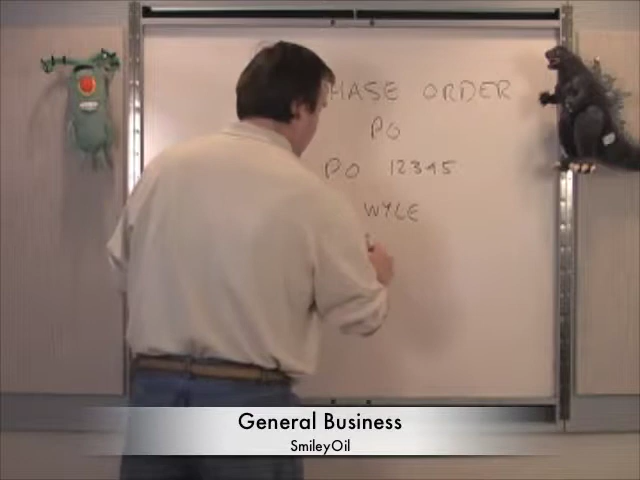 HASE ORDER
PO
PO 12345
WYLE
General Business
SmileyOil